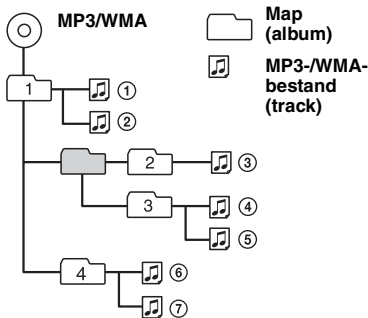 MP3/WMA
Map
(album)
MP3-/WMA-
bestand
(track)
1
①
②
2
③
3
④
⑤
4
⑥
⑦